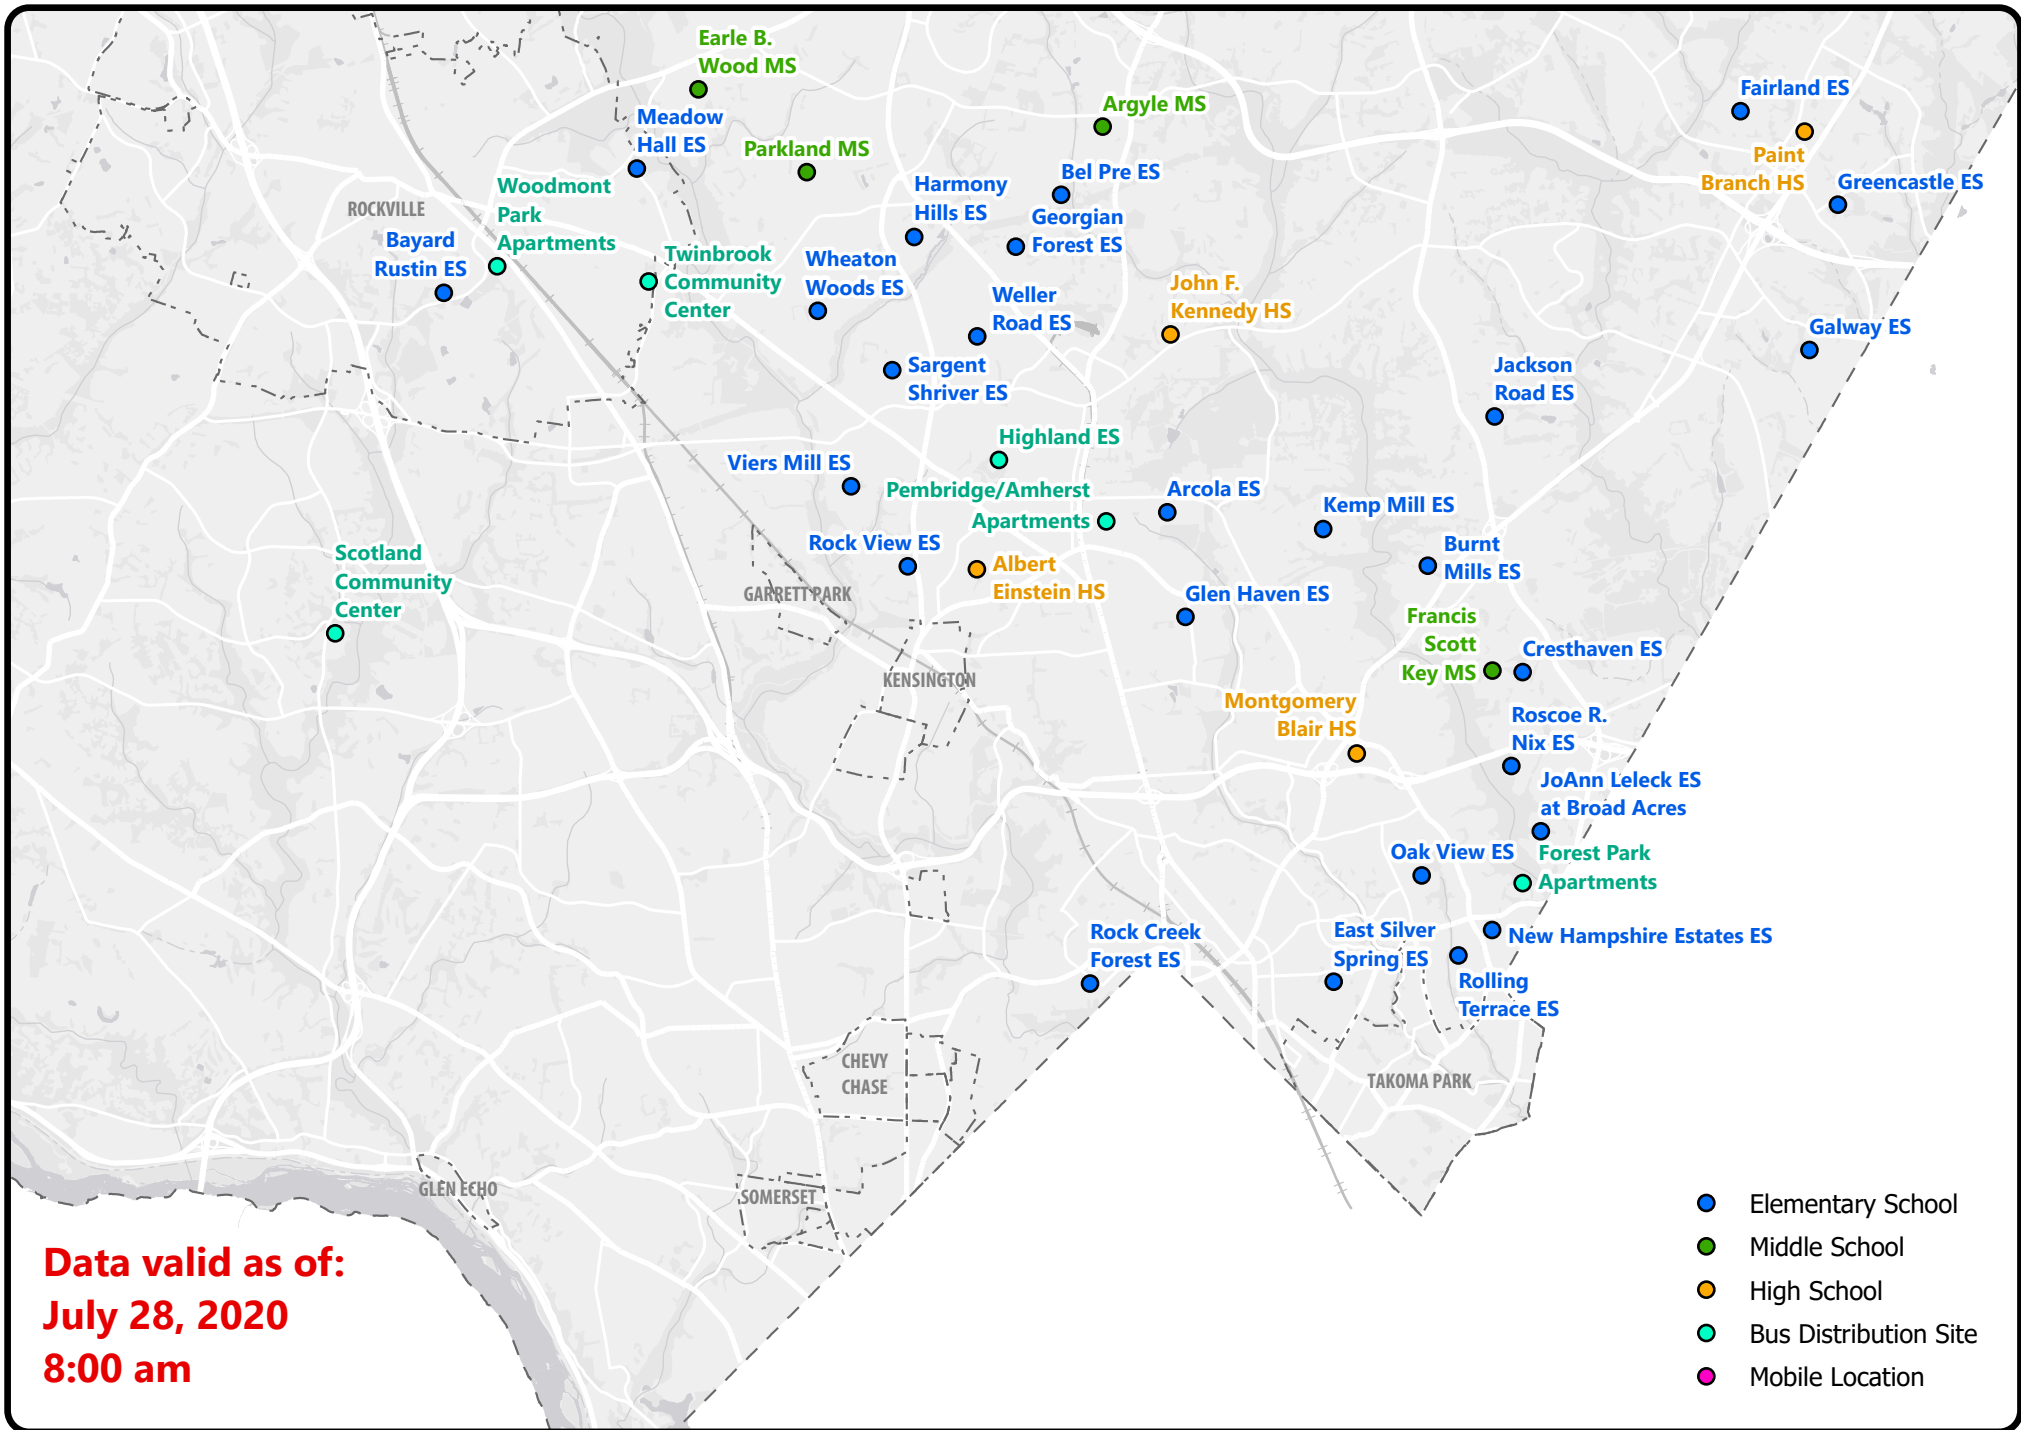 Earle B.
Wood MS
Fairland ES
Argyle MS
Meadow
Hall ES
Parkland MS
Paint
Branch HS
Bel Pre ES
Greencastle ES
Harmony
Hills ES
Woodmont
Park
Apartments
ROCKVILLE
Georgian
Forest ES
Bayard
Rustin ES
Twinbrook
Community
Center
Wheaton
Woods ES
John F.
Kennedy HS
Weller
Road ES
Galway ES
Sargent
Shriver ES
Jackson
Road ES
Highland ES
Viers Mill ES
Pembridge/Amherst
Apartments
Arcola ES
Kemp Mill ES
Rock View ES
Burnt
Mills ES
Scotland
Community
Center
Albert
Einstein HS
GARRETT PARK
Glen Haven ES
Francis
Scott
Key MS
Cresthaven ES
KENSINGTON
Montgomery
Blair HS
Roscoe R.
Nix ES
JoAnn Leleck ES
at Broad Acres
Oak View ES
Forest Park
Apartments
Rock Creek
Forest ES
East Silver
Spring ES
New Hampshire Estates ES
Rolling
Terrace ES
CHEVY
CHASE
TAKOMA PARK
GLEN ECHO
SOMERSET
Data valid as of:
July 28, 2020
8:00 am
Elementary School
Middle School
High School
Bus Distribution Site
Mobile Location